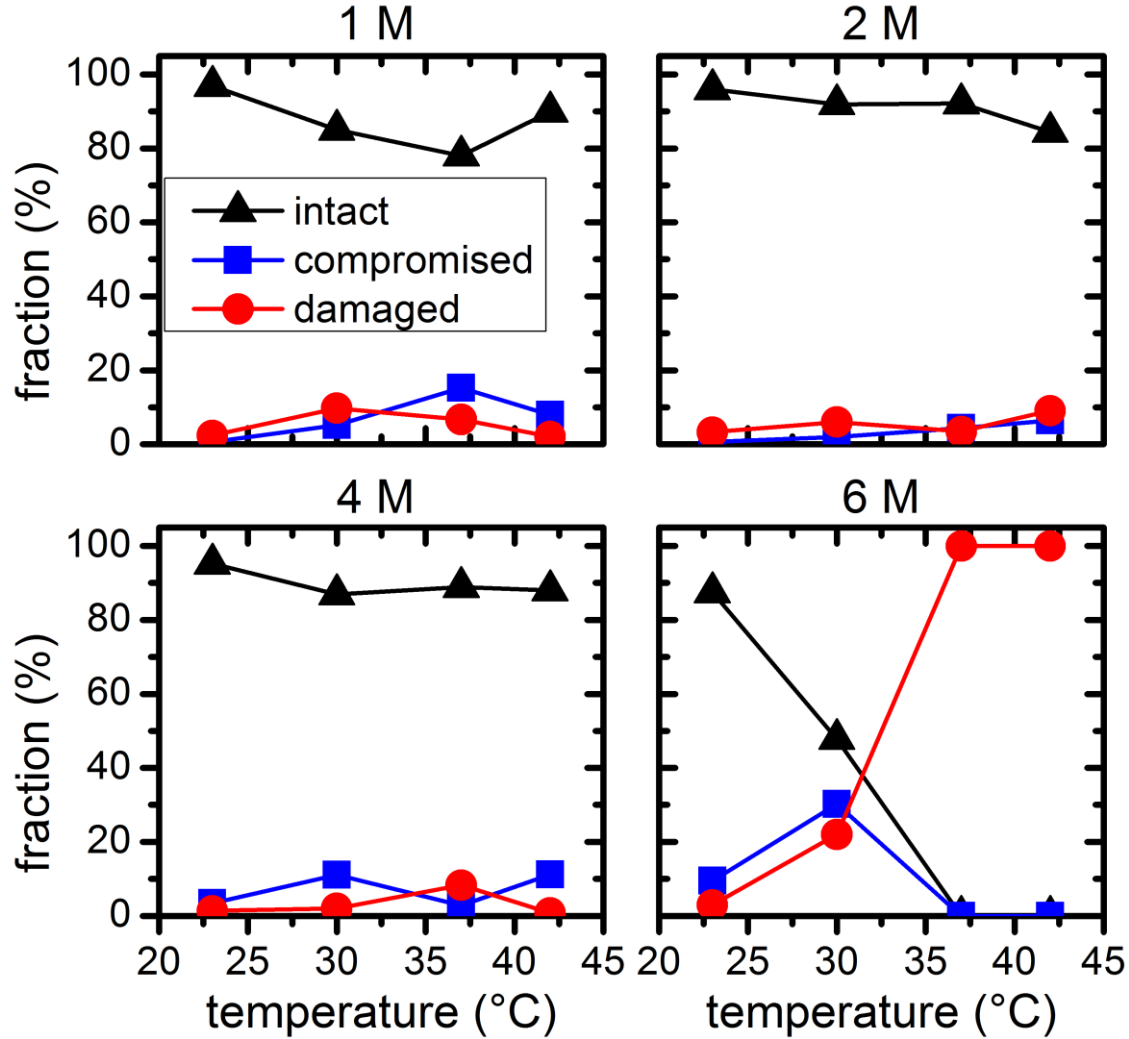 1 M
2 M
100
80
60
40
20
0
fraction (%)
intact
compromised
damaged
4 M
6 M
100
80
60
40
20
0
fraction (%)
20 25 30 35 40 45
20 25 30 35 40 45
temperature (°C)
temperature (°C)